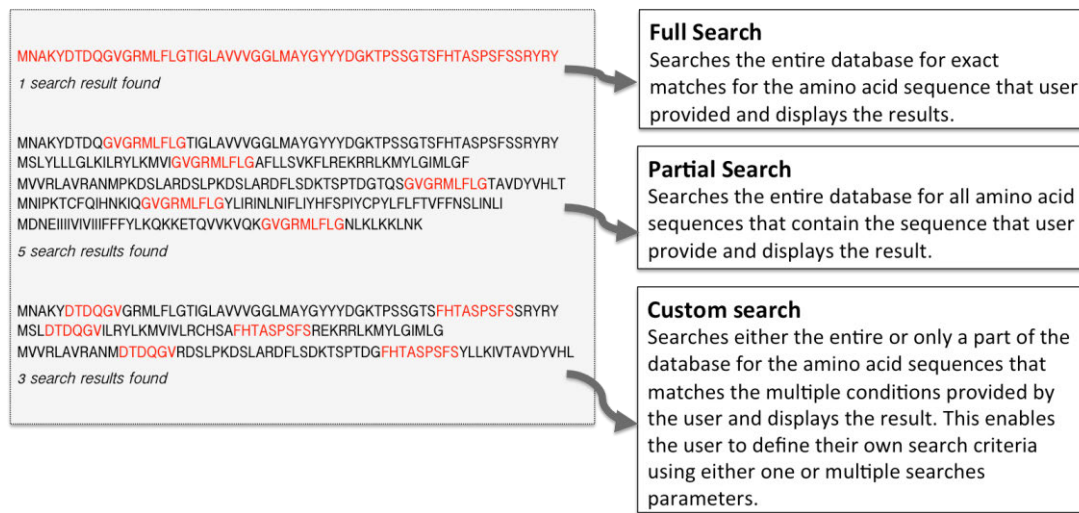 MNAKYDTDQGVGRMLFLGTIGLAVVVGGLMAYGYYYDGKTPSSGTSFHTASPSFSSRYRY
1 search result found
MNAKYDTDQGVGRMLFLGTIGLAVVVGGLMAYGYYYDGKTPSSGTSFHTASPSFSSRYRY
MSLYLLLGLKILRYLKMVIGVGRMLFLGAFLLSVKFLREKRRLKMYLGIMLGF
MVVRLAVRANMPKDSLARDSLPKDSLARDFLSDKTSPTDGTQSGVGRMLFLGTAVDYVHLT
MNIPKTCFQIHNKIQGVGRMLFLGYLIRINLNIFLIYHFSPIYCPYLFLFTVFFNSLINLI
MDNEIIIIVIVIIIFFFYLKQKKETQVVKVQKGVGRMLFLGNLKLKKLNK
5 search results found
MNAKYDTDQGVGRMLFLGTIGLAVVVGGLMAYGYYYDGKTPSSGTSFHTASPSFSSRYRY
MSLDTDQGVILRYLKMVIVLRCHSAFHTASPSFSREKRRLKMYLGIMLG
MVVRLAVRANMDTDQGVRDSLPKDSLARDFLSDKTSPTDGFHTASPSFSYLLKIVTAVDYVHL
3 search results found
Full Search
Searches the entire database for exact
matches for the amino acid sequence that user
provided and displays the results.
Partial Search
Searches the entire database for all amino acid
sequences that contain the sequence that user
provide and displays the result.
Custom search
Searches either the entire or only a part of the
database for the amino acid sequences that
matches the multiple conditions provided by
the user and displays the result. This enables
the user to define their own search criteria
using either one or multiple searches
parameters.